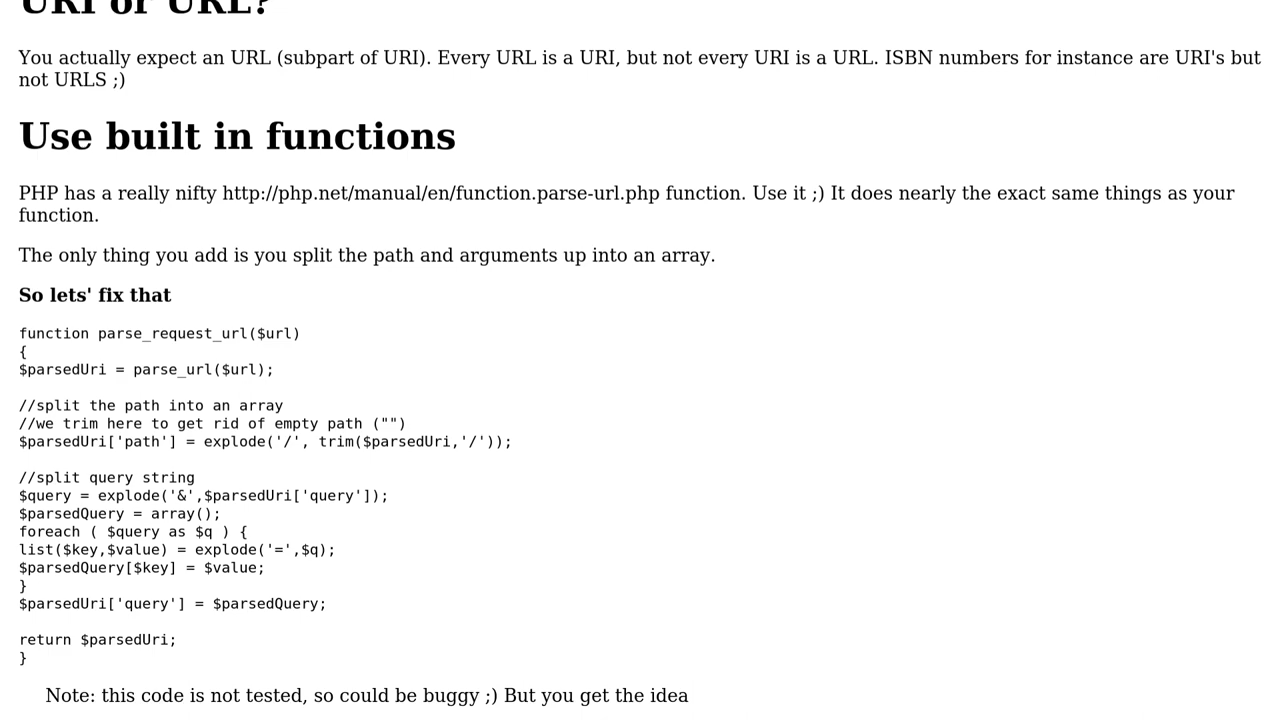 URI or URL?
You actually expect an URL (subpart of URI). Every URL is a URI, but not every URI is a URL. ISBN numbers for instance are URI's but
not URLS ;)
Use built in functions
PHP has a really nifty http://php.net/manual/en/function.parse-url.php function. Use it ;) It does nearly the exact same things as your
function.
The only thing you add is you split the path and arguments up into an array.
So lets' fix that
function parse_request_url($url)
{
$parsedUri = parse_url($url);
//split the path into an array
//we trim here to get rid of empty path ("")
$parsedUri['path'] = explode('/', trim($parsedUri,'/'));
//split query string
$query = explode('&',$parsedUri['query']);
$parsedQuery = array();
foreach ( $query as $q ) {
list($key,$value) = explode('=',$q);
$parsedQuery[$key] = $value;
}
$parsedUri['query'] = $parsedQuery;
return $parsedUri;
}
Note: this code is not tested, so could be buggy ;) But you get the idea